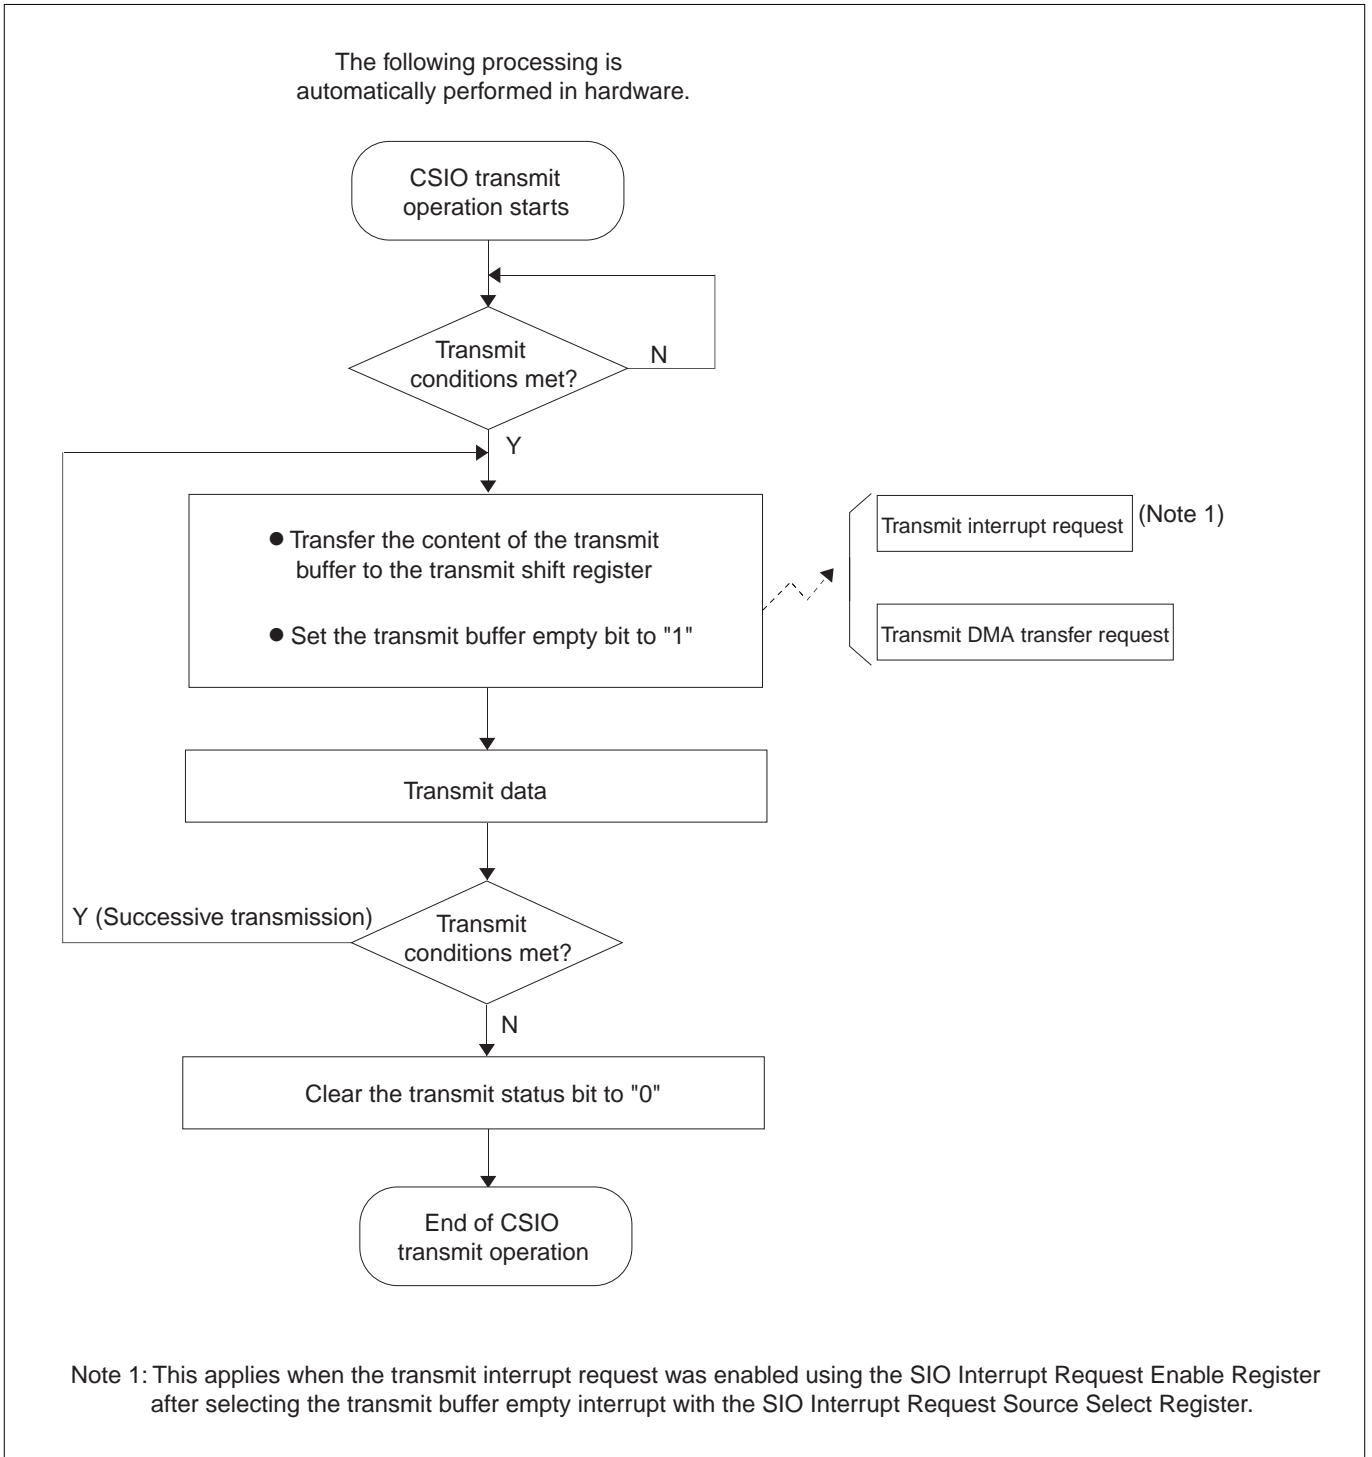 The following processing is
automatically performed in hardware.
CSIO transmit
operation starts
Transmit
conditions met?
N
Y
● Transfer the content of the transmit
buffer to the transmit shift register
● Set the transmit buffer empty bit to "1"
Transmit interrupt request
(Note 1)
Transmit DMA transfer request
Transmit data
Y (Successive transmission)
Transmit
conditions met?
N
Clear the transmit status bit to "0"
End of CSIO
transmit operation
Note 1: This applies when the transmit interrupt request was enabled using the SIO Interrupt Request Enable Register
after selecting the transmit buffer empty interrupt with the SIO Interrupt Request Source Select Register.